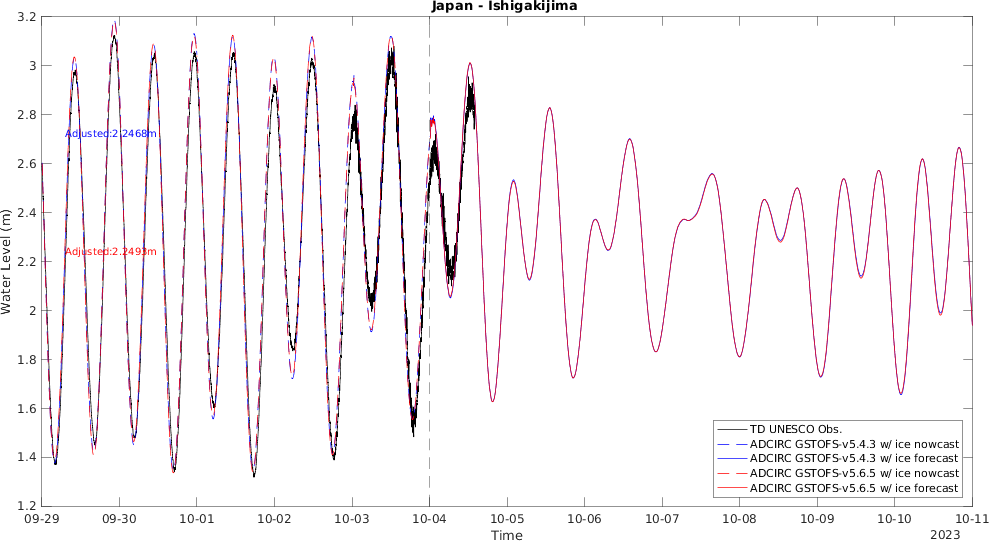 Japan - Ishigakijima
3.2
3
2.8
2.6
2.4
2.2
2
1.8
1.6
1.4
1.2
Water Level (m)
Adjusted:2.2468m
Adjusted:2.2493m
TD UNESCO Obs.
ADCIRC GSTOFS-v5.4.3 w/ ice nowcast
ADCIRC GSTOFS-v5.4.3 w/ ice forecast
ADCIRC GSTOFS-v5.6.5 w/ ice nowcast
ADCIRC GSTOFS-v5.6.5 w/ ice forecast
09-29 09-30 10-01 10-02 10-03 10-04 10-05 10-06 10-07 10-08 10-09 10-10 10-11
Time
2023